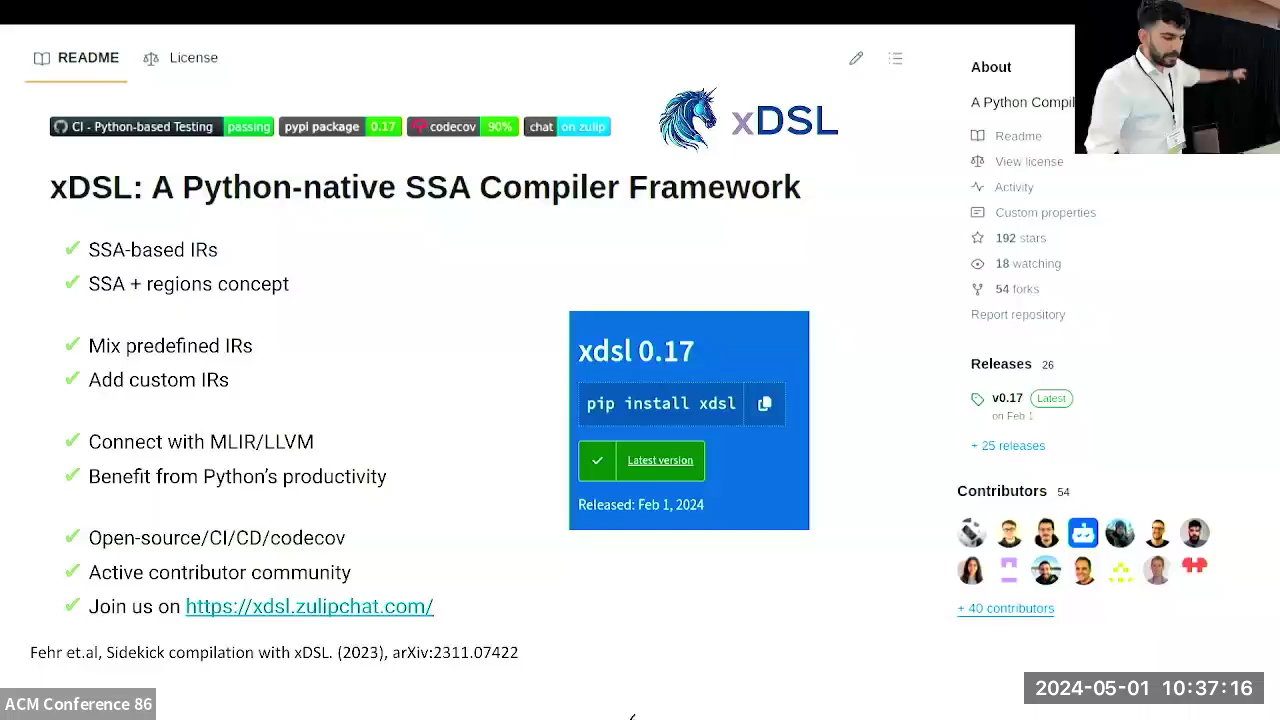 README
License
CI - Python-based Testing passing
pypi package 0.17
codecov 90%
chat on zulip
xDSL
xDSL: A Python-native SSA Compiler Framework
✔ SSA-based IRs
✔ SSA + regions concept
✔ Mix predefined IRs
✔ Add custom IRs
✔ Connect with MLIR/LLVM
✔ Benefit from Python's productivity
✔ Open-source/CI/CD/codecov
✔ Active contributor community
✔ Join us on https://xdsl.zulipchat.com/
Fehr et.al, Sidekick compilation with xDSL. (2023), arXiv:2311.07422
xdsl 0.17
pip install xdsl
Latest version
Released: Feb 1, 2024
About
A Python Compil
Readme
View license
Activity
Custom properties
192 stars
18 watching
54 forks
Report repository
Releases 26
v0.17 Latest
on Feb 1
+ 25 releases
Contributors 54
+ 40 contributors
2024-05-01 10:37:16
ACM Conference 86